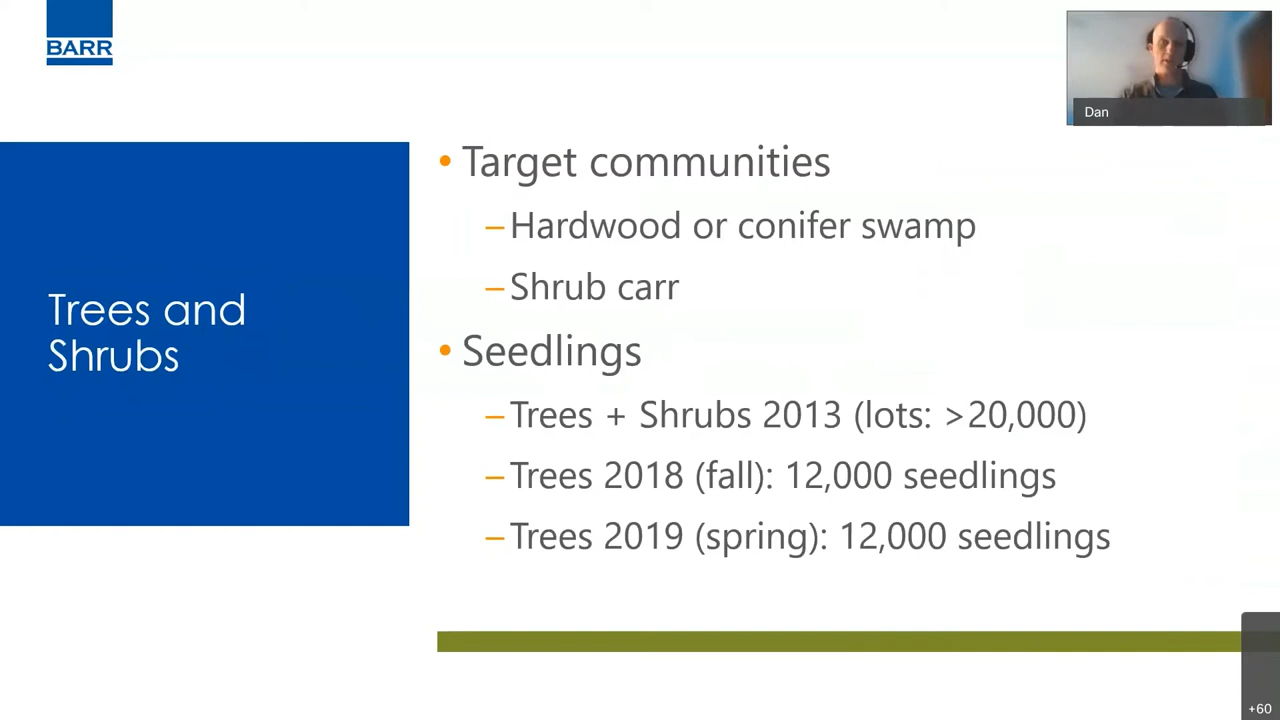 BARR
Dan
Trees and
Shrubs
• Target communities
– Hardwood or conifer swamp
– Shrub carr
• Seedlings
– Trees + Shrubs 2013 (lots: >20,000)
– Trees 2018 (fall): 12,000 seedlings
– Trees 2019 (spring): 12,000 seedlings
+60